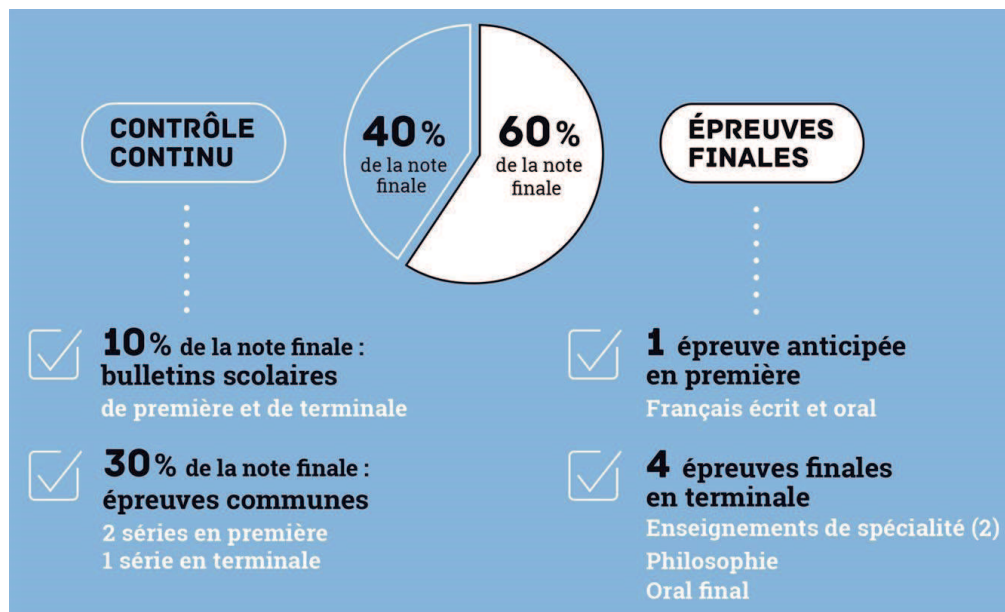 CONTRÔLE
CONTINU
40%
de la note
finale
60%
de la note
finale
ÉPREUVES
FINALES
10% de la note finale :
bulletins scolaires
de première et de terminale
30% de la note finale :
épreuves communes
2 séries en première
1 série en terminale
1 épreuve anticipée
en première
Français écrit et oral
4 épreuves finales
en terminale
Enseignements de spécialité (2)
Philosophie
Oral final